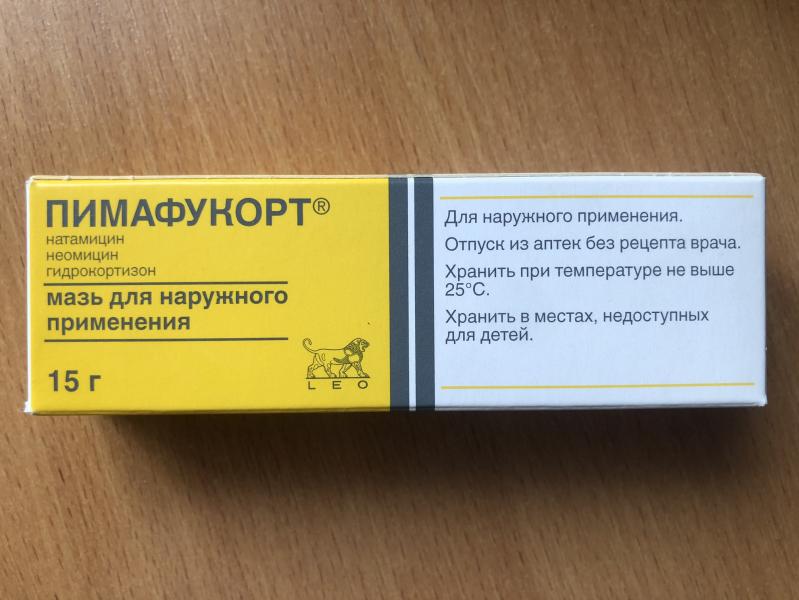 ПИМАФУКОРТ®
натамицин
неомицин
гидрокортизон
мазь для наружного
применения
15 г
LEO
Для наружного применения.
Отпуск из аптек без рецепта врача.
Хранить при температуре не выше
25°C.
Хранить в местах, недоступных
для детей.